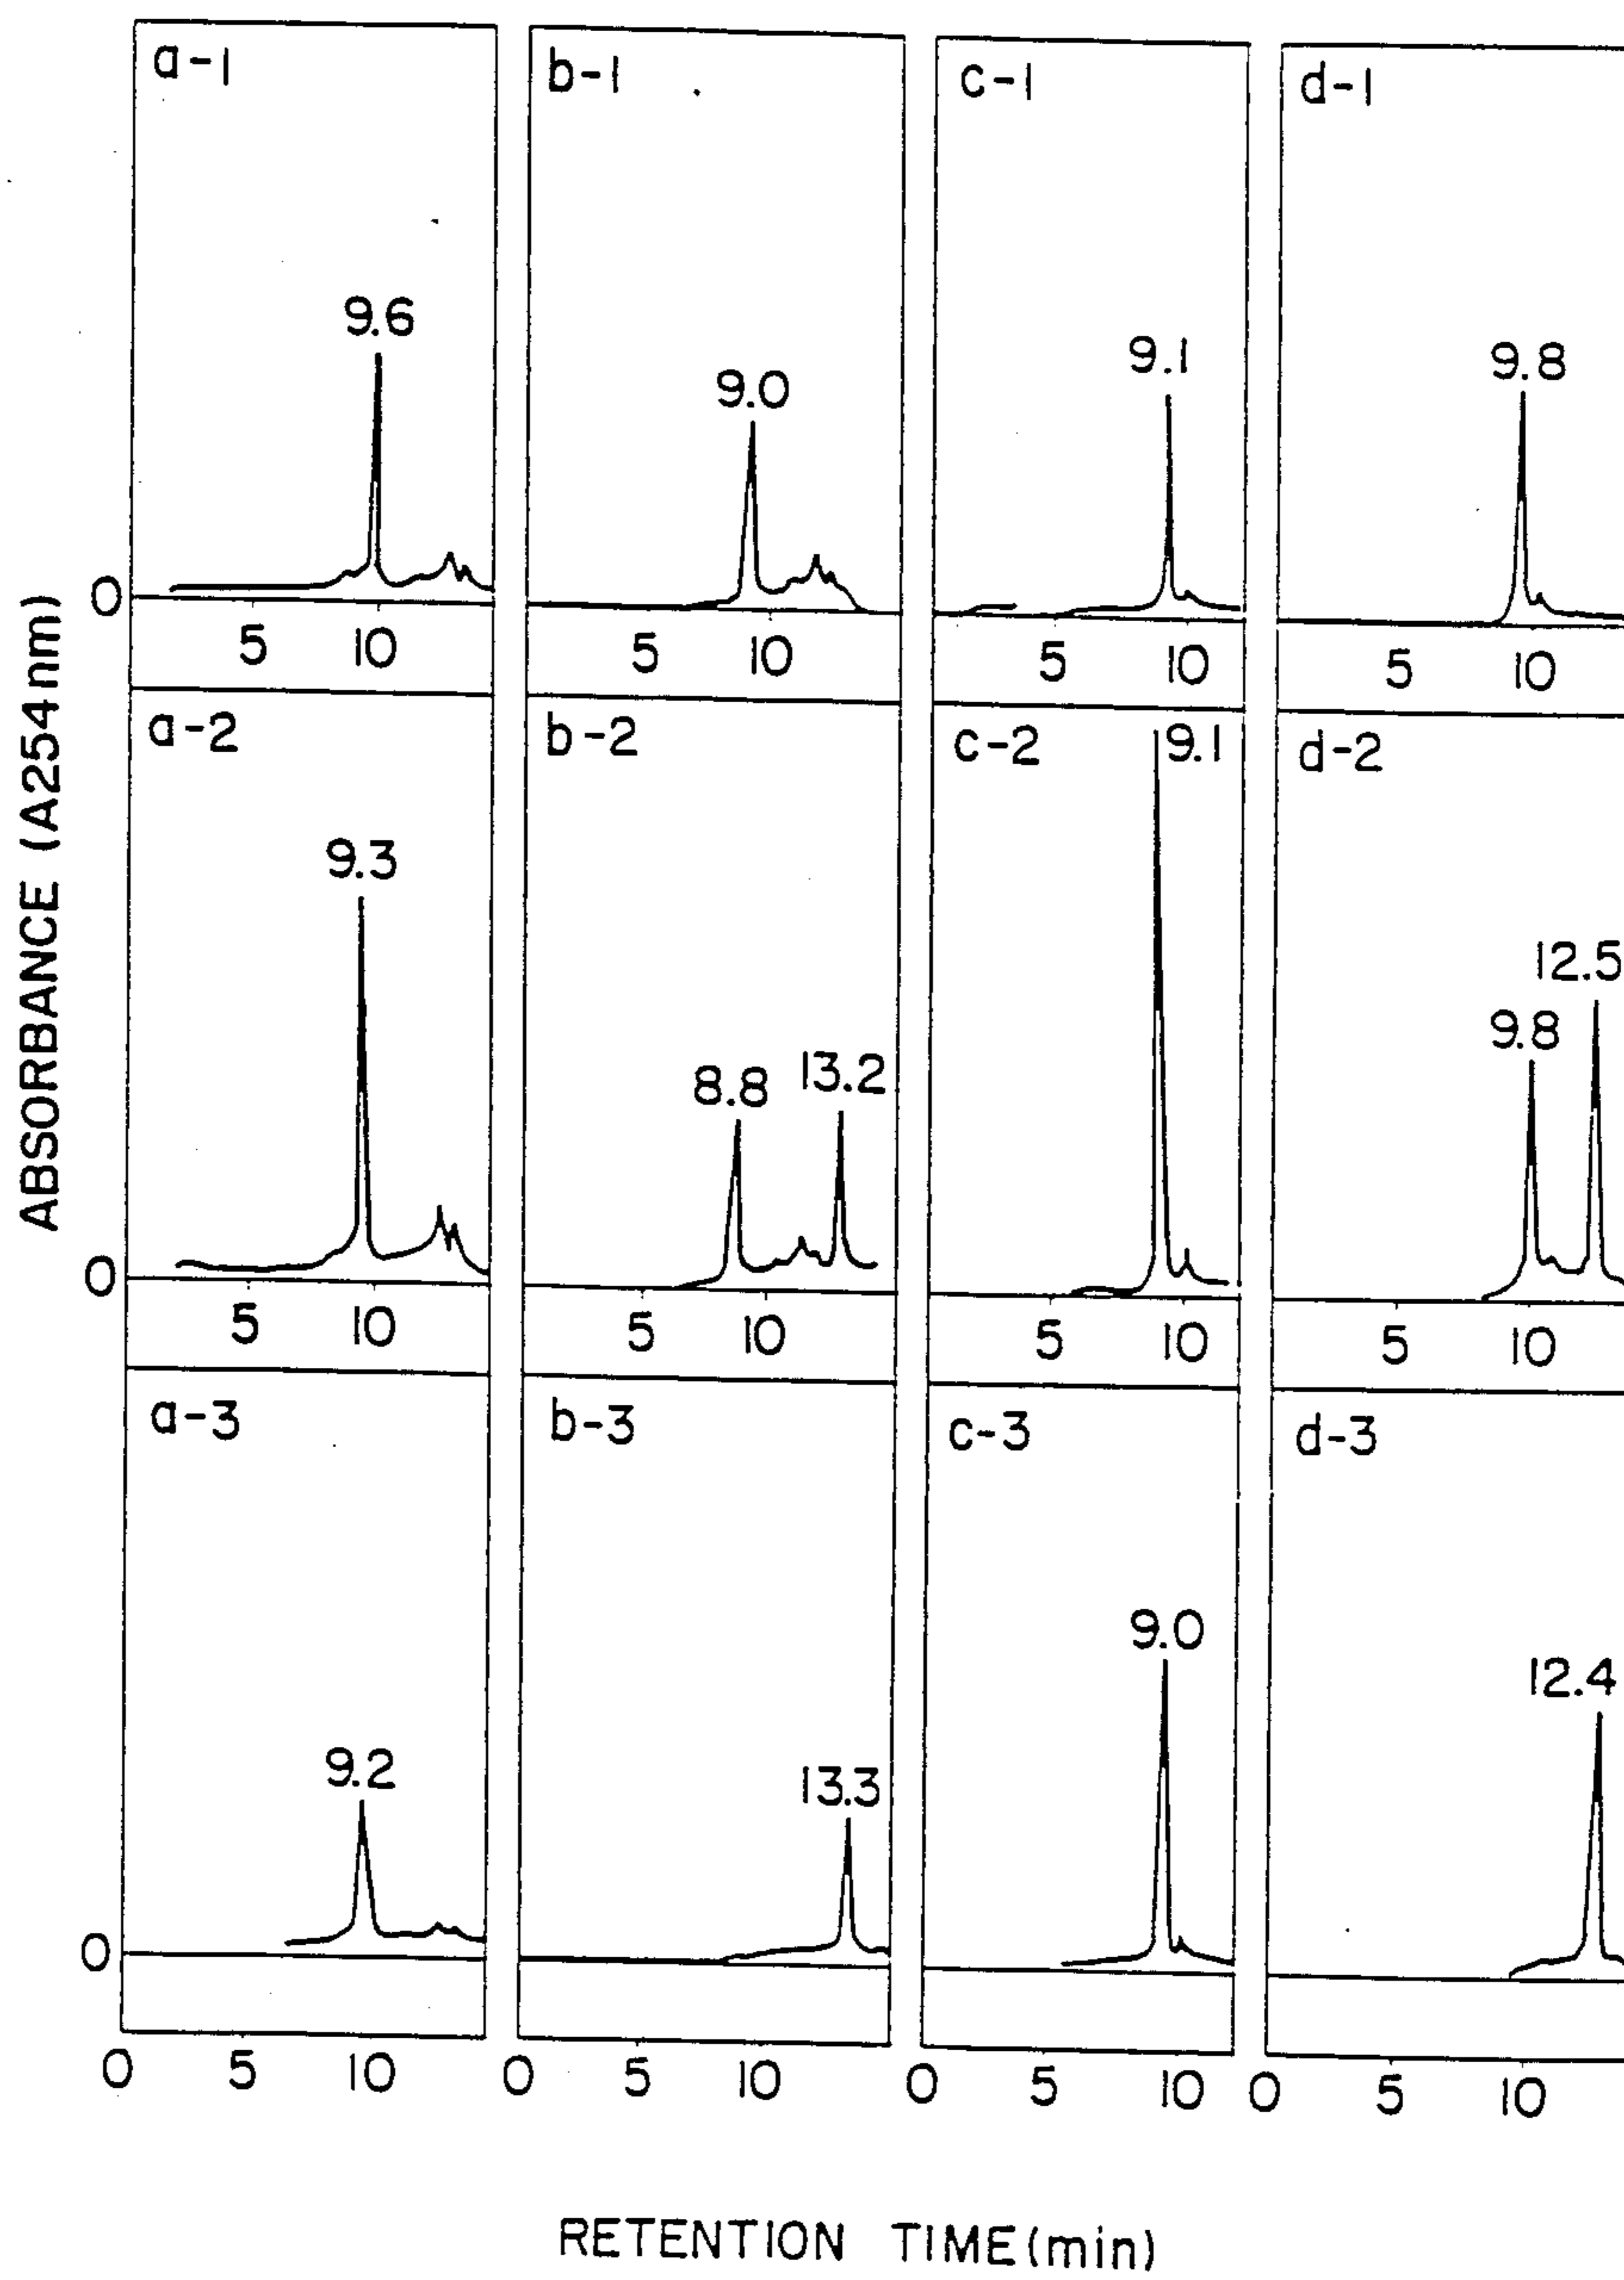 a-1
b-1
c-1
d-1
9.6
9.0
9.1
9.8
0
5 10
5 10
5 10
5 10
ABSORBANCE (A254nm)
a-2
b-2
c-2
d-2
9.3
8.8 13.2
9.1
9.8 12.5
0
5 10
5 10
5 10
5 10
a-3
b-3
c-3
d-3
9.2
13.3
9.0
12.4
0
0 5 10
0 5 10
0 5 10
0 5 10
RETENTION TIME(min)